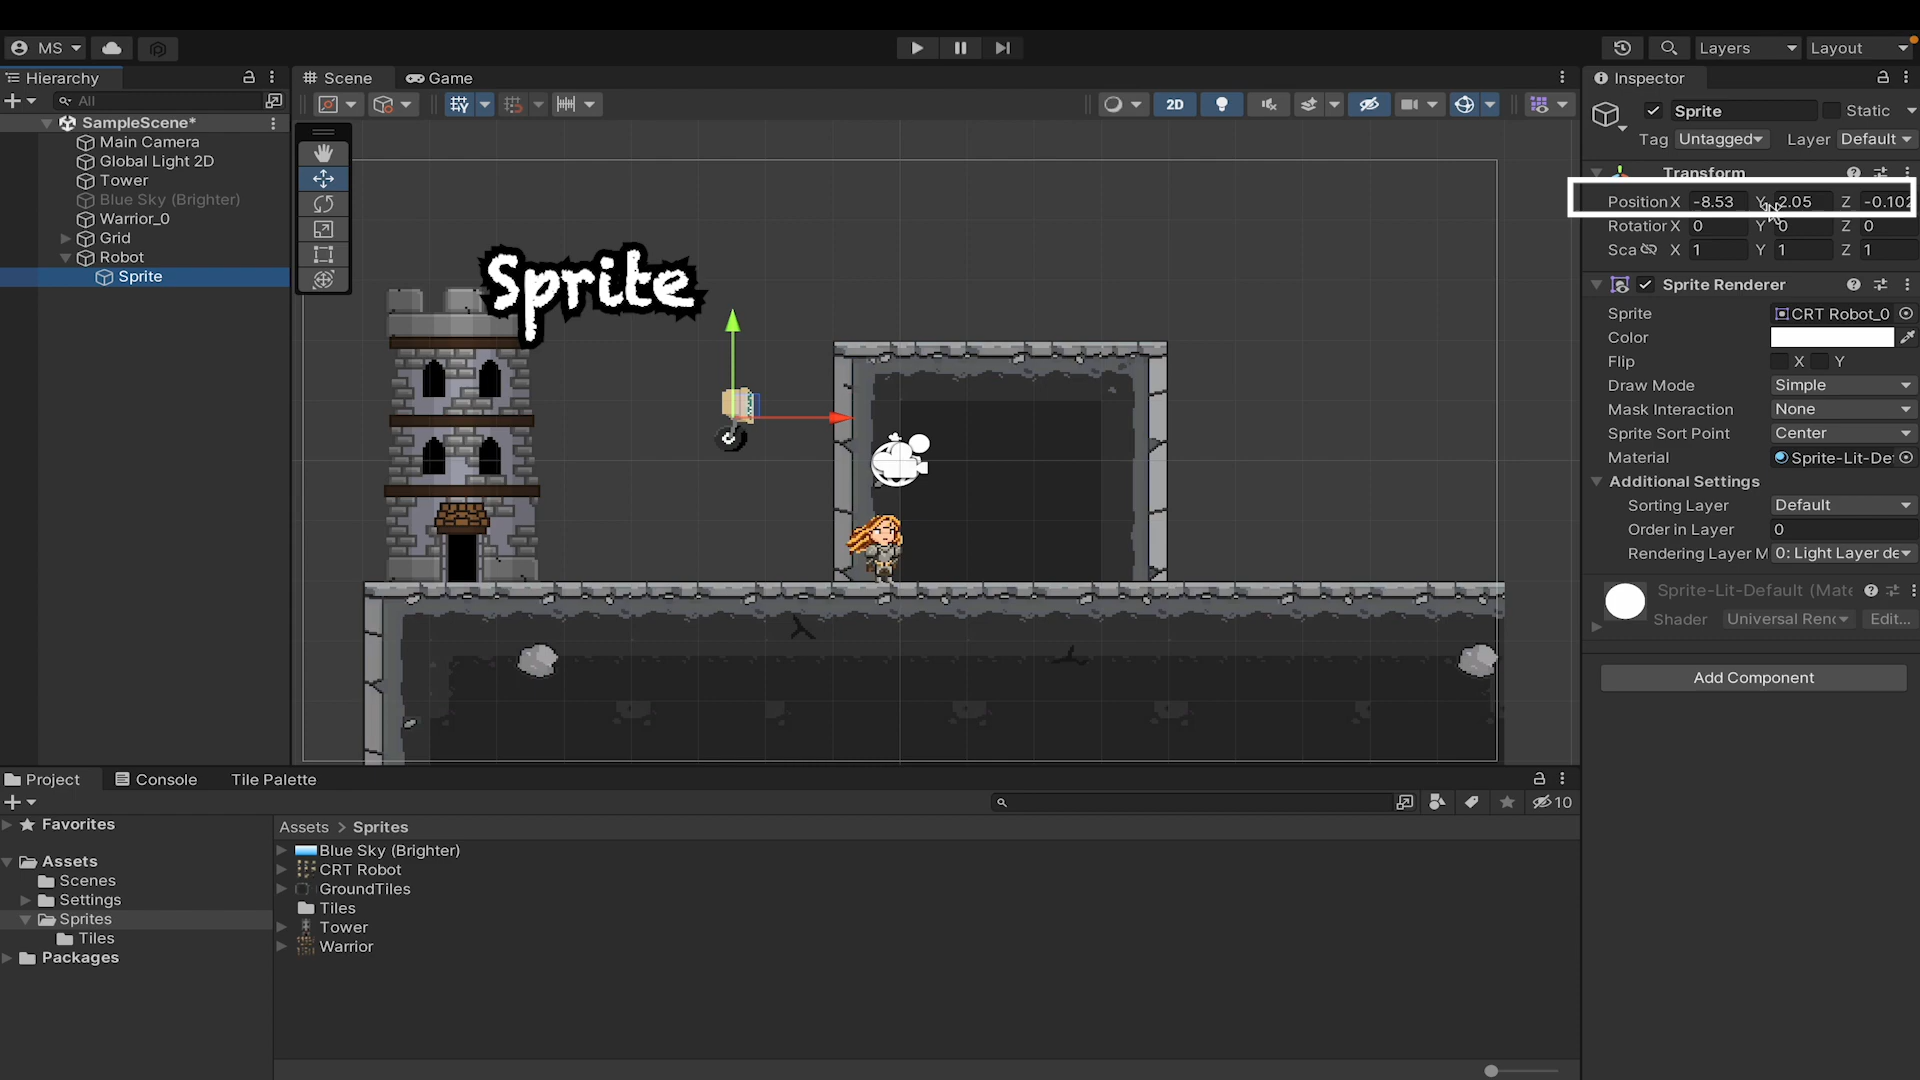 MS
Layers
Layout
Hierarchy
Scene
Game
Inspector
All
2D
SampleScene*
Main Camera
Global Light 2D
Tower
Blue Sky (Brighter)
Warrior_0
Grid
Robot
Sprite
Sprite
Sprite
Static
Tag Untagged Layer Default
Transform
Position X -8.53 Y 2.05 Z -0.102
Rotation X 0 Y 0 Z 0
Sca X 1 Y 1 Z 1
Sprite Renderer
Sprite CRT Robot_0
Color
Flip X Y
Draw Mode Simple
Mask Interaction None
Sprite Sort Point Center
Material Sprite-Lit-De
Additional Settings
Sorting Layer Default
Order in Layer 0
Rendering Layer M 0: Light Layer de
Sprite-Lit-Default (Mate
Shader Universal Ren Edit...
Add Component
Project Console Tile Palette
10
Favorites
Assets
Scenes
Settings
Sprites
Tiles
Packages
Assets > Sprites
Blue Sky (Brighter)
CRT Robot
GroundTiles
Tiles
Tower
Warrior